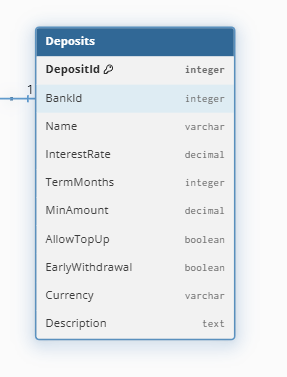 Deposits
DepositId integer
1
BankId integer
Name varchar
InterestRate decimal
TermMonths integer
MinAmount decimal
AllowTopUp boolean
EarlyWithdrawal boolean
Currency varchar
Description text